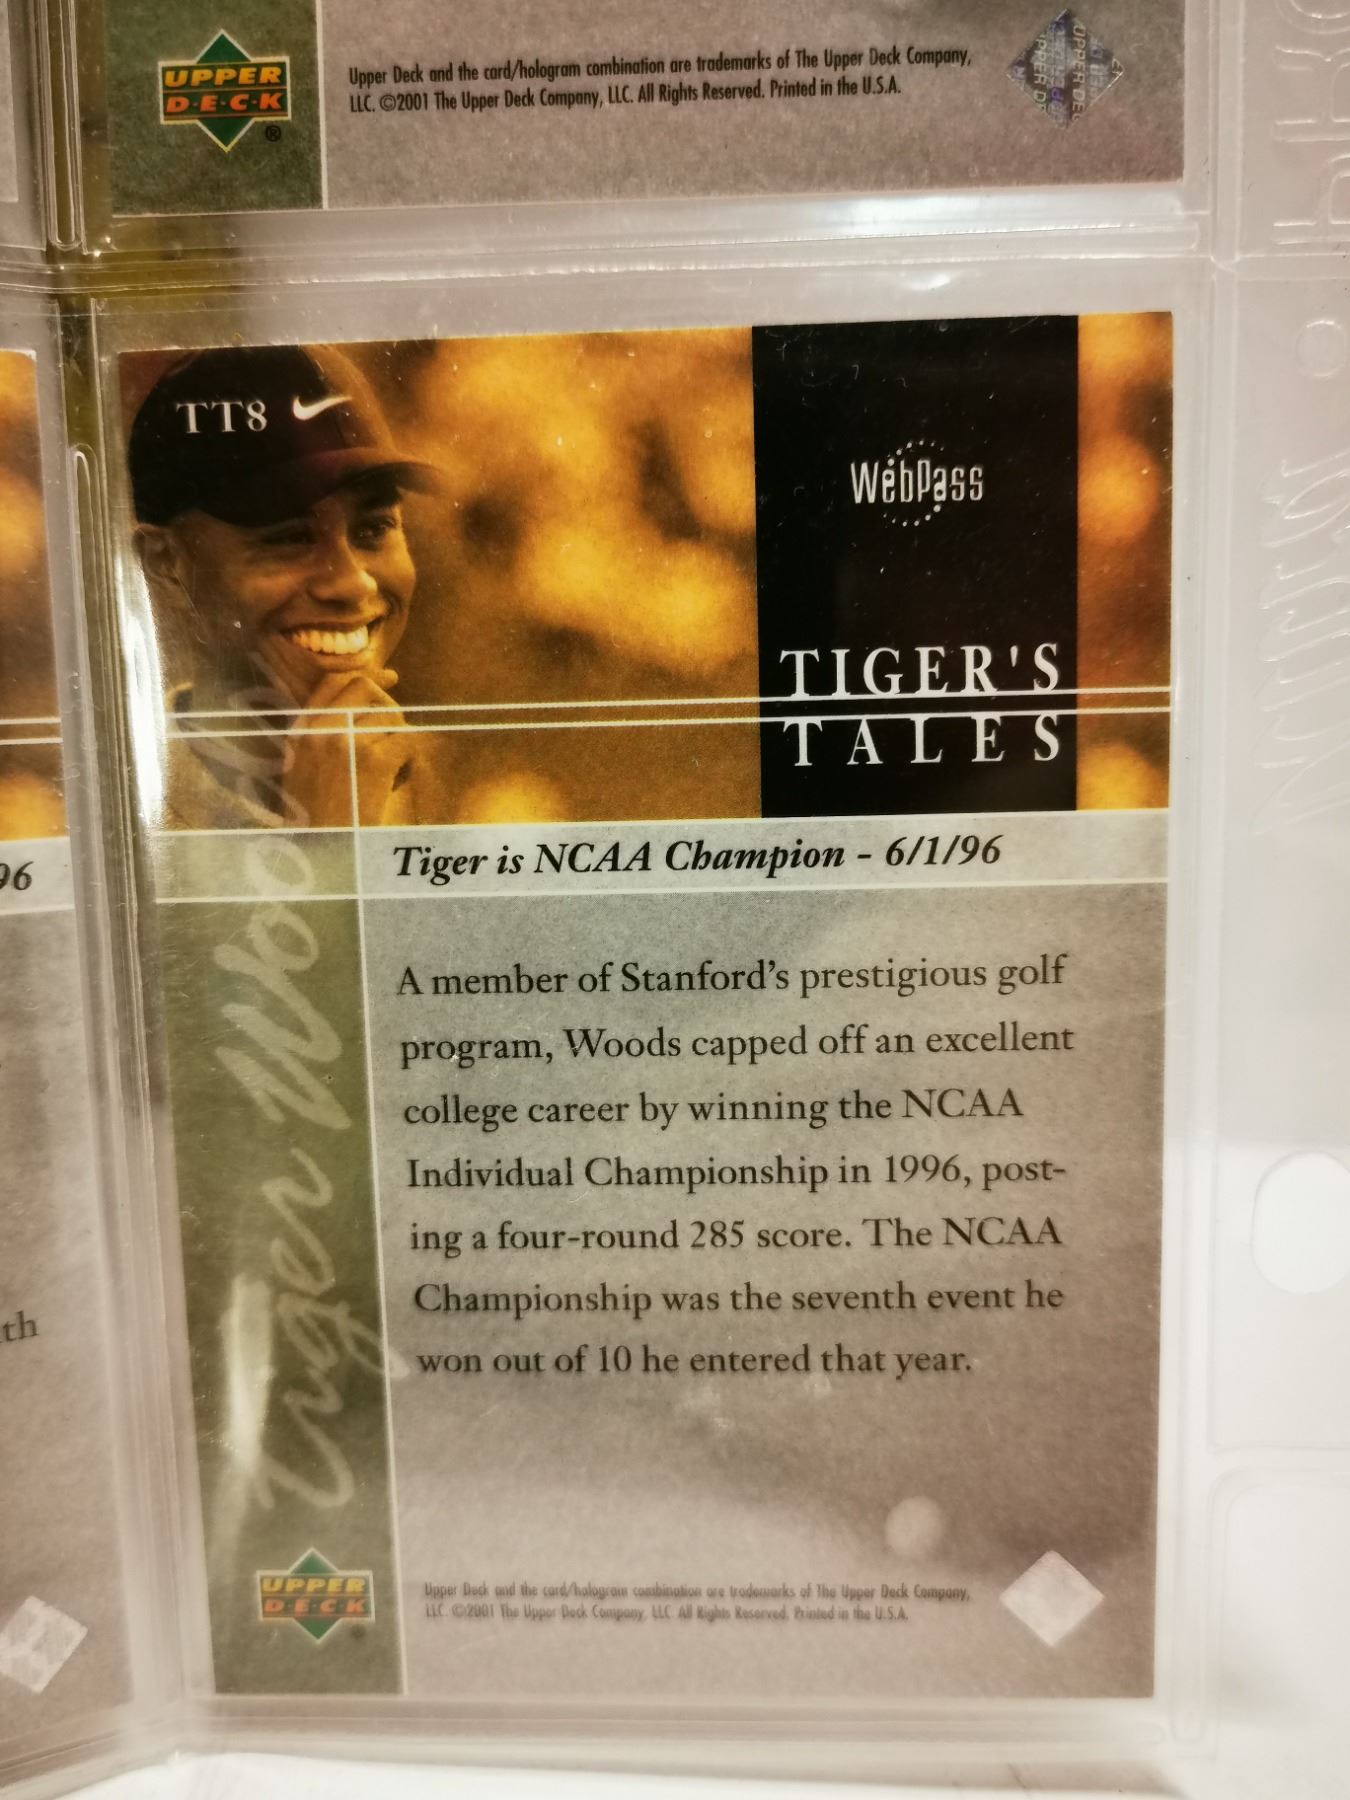 UPPER
D·E·C·K
®
Upper Deck and the card/hologram combination are trademarks of The Upper Deck Company,
LLC. ©2001 The Upper Deck Company, LLC. All Rights Reserved. Printed in the U.S.A.
TT8
WebPass
TIGER'S
TALES
96
Tiger is NCAA Champion - 6/1/96
Tiger Woods
A member of Stanford's prestigious golf
program, Woods capped off an excellent
college career by winning the NCAA
Individual Championship in 1996, post-
ing a four-round 285 score. The NCAA
Championship was the seventh event he
won out of 10 he entered that year.
th
UPPER
D·E·C·K
Upper Deck and the card/hologram combination are trademarks of The Upper Deck Company,
LLC. ©2001 The Upper Deck Company, LLC. All Rights Reserved. Printed in the U.S.A.